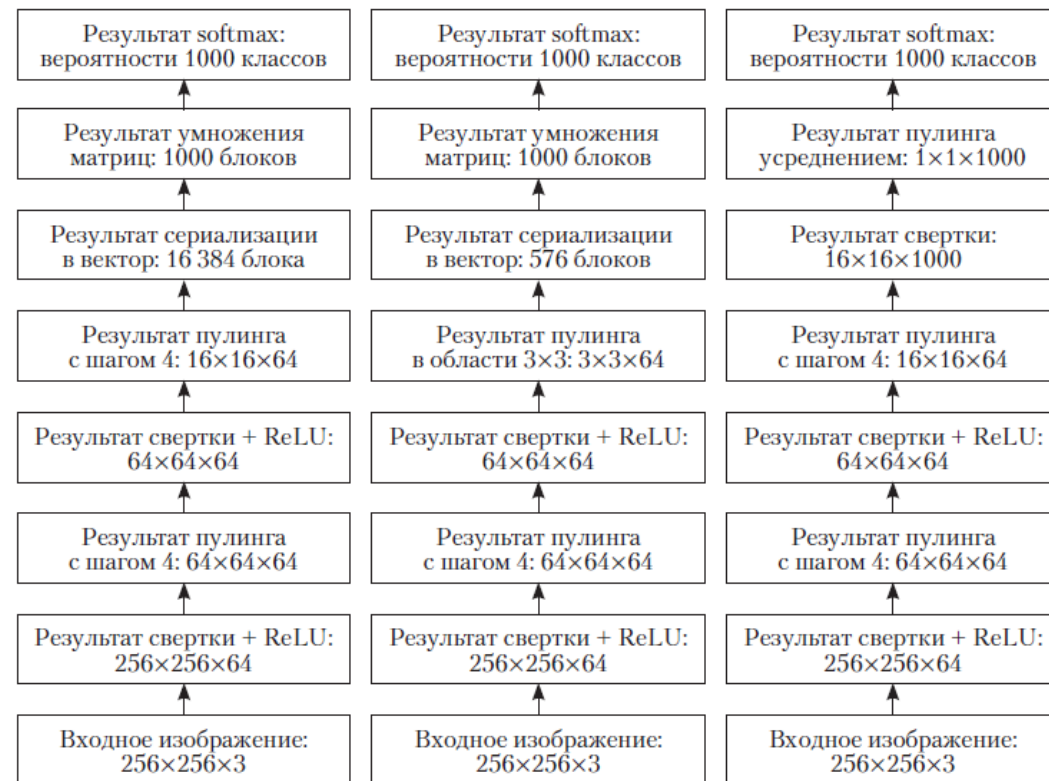 Результат softmax:
вероятности 1000 классов
Результат softmax:
вероятности 1000 классов
Результат softmax:
вероятности 1000 классов
Результат умножения
матриц: 1000 блоков
Результат умножения
матриц: 1000 блоков
Результат пулинга
усреднением: 1×1×1000
Результат сериализации
в вектор: 16 384 блока
Результат сериализации
в вектор: 576 блоков
Результат свертки:
16×16×1000
Результат пулинга
с шагом 4: 16×16×64
Результат пулинга
в области 3×3: 3×3×64
Результат пулинга
с шагом 4: 16×16×64
Результат свертки + ReLU:
64×64×64
Результат свертки + ReLU:
64×64×64
Результат свертки + ReLU:
64×64×64
Результат пулинга
с шагом 4: 64×64×64
Результат пулинга
с шагом 4: 64×64×64
Результат пулинга
с шагом 4: 64×64×64
Результат свертки + ReLU:
256×256×64
Результат свертки + ReLU:
256×256×64
Результат свертки + ReLU:
256×256×64
Входное изображение:
256×256×3
Входное изображение:
256×256×3
Входное изображение:
256×256×3